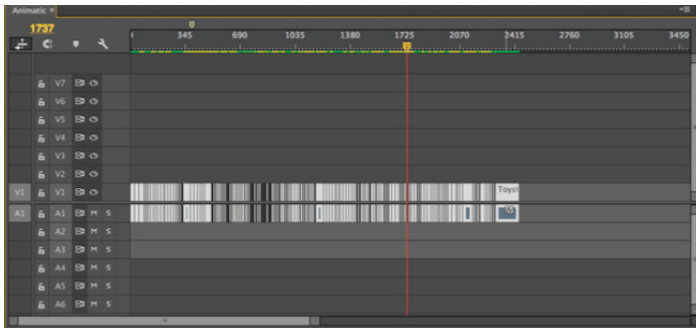 Animatic
1737
345 690 1035 1380 1725 2070 2415 2760 3105 3450
V7
V6
V5
V4
V3
V2
V1 V1 Toyst
A1 A1 M S
A2 M S
A3 M S
A4 M S
A5 M S
A6 M S